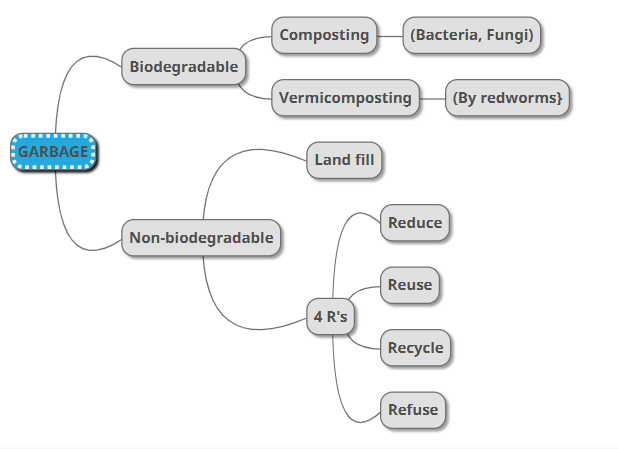 GARBAGE
Biodegradable
Composting
(Bacteria, Fungi)
Vermicomposting
(By redworms}
Non-biodegradable
Land fill
4 R's
Reduce
Reuse
Recycle
Refuse